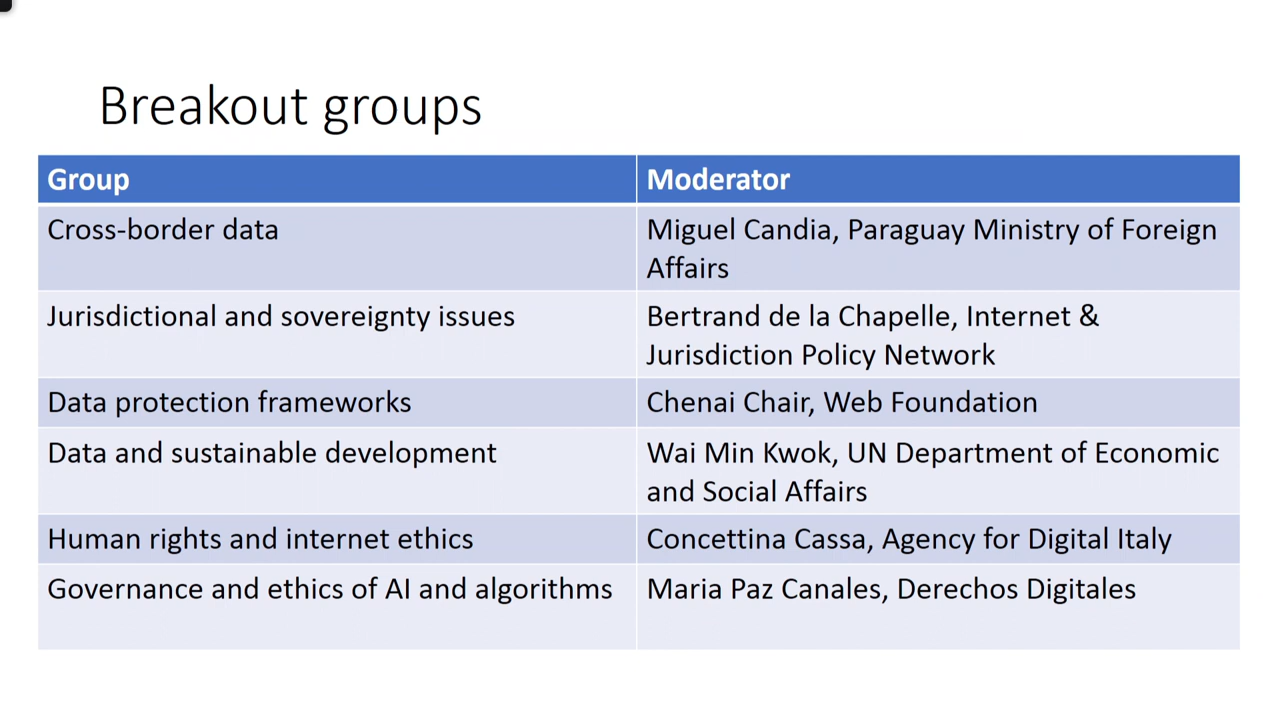 Breakout groups
Group
Moderator
Cross-border data
Miguel Candia, Paraguay Ministry of Foreign
Affairs
Jurisdictional and sovereignty issues
Bertrand de la Chapelle, Internet &
Jurisdiction Policy Network
Data protection frameworks
Chenai Chair, Web Foundation
Data and sustainable development
Wai Min Kwok, UN Department of Economic
and Social Affairs
Human rights and internet ethics
Concettina Cassa, Agency for Digital Italy
Governance and ethics of AI and algorithms
Maria Paz Canales, Derechos Digitales